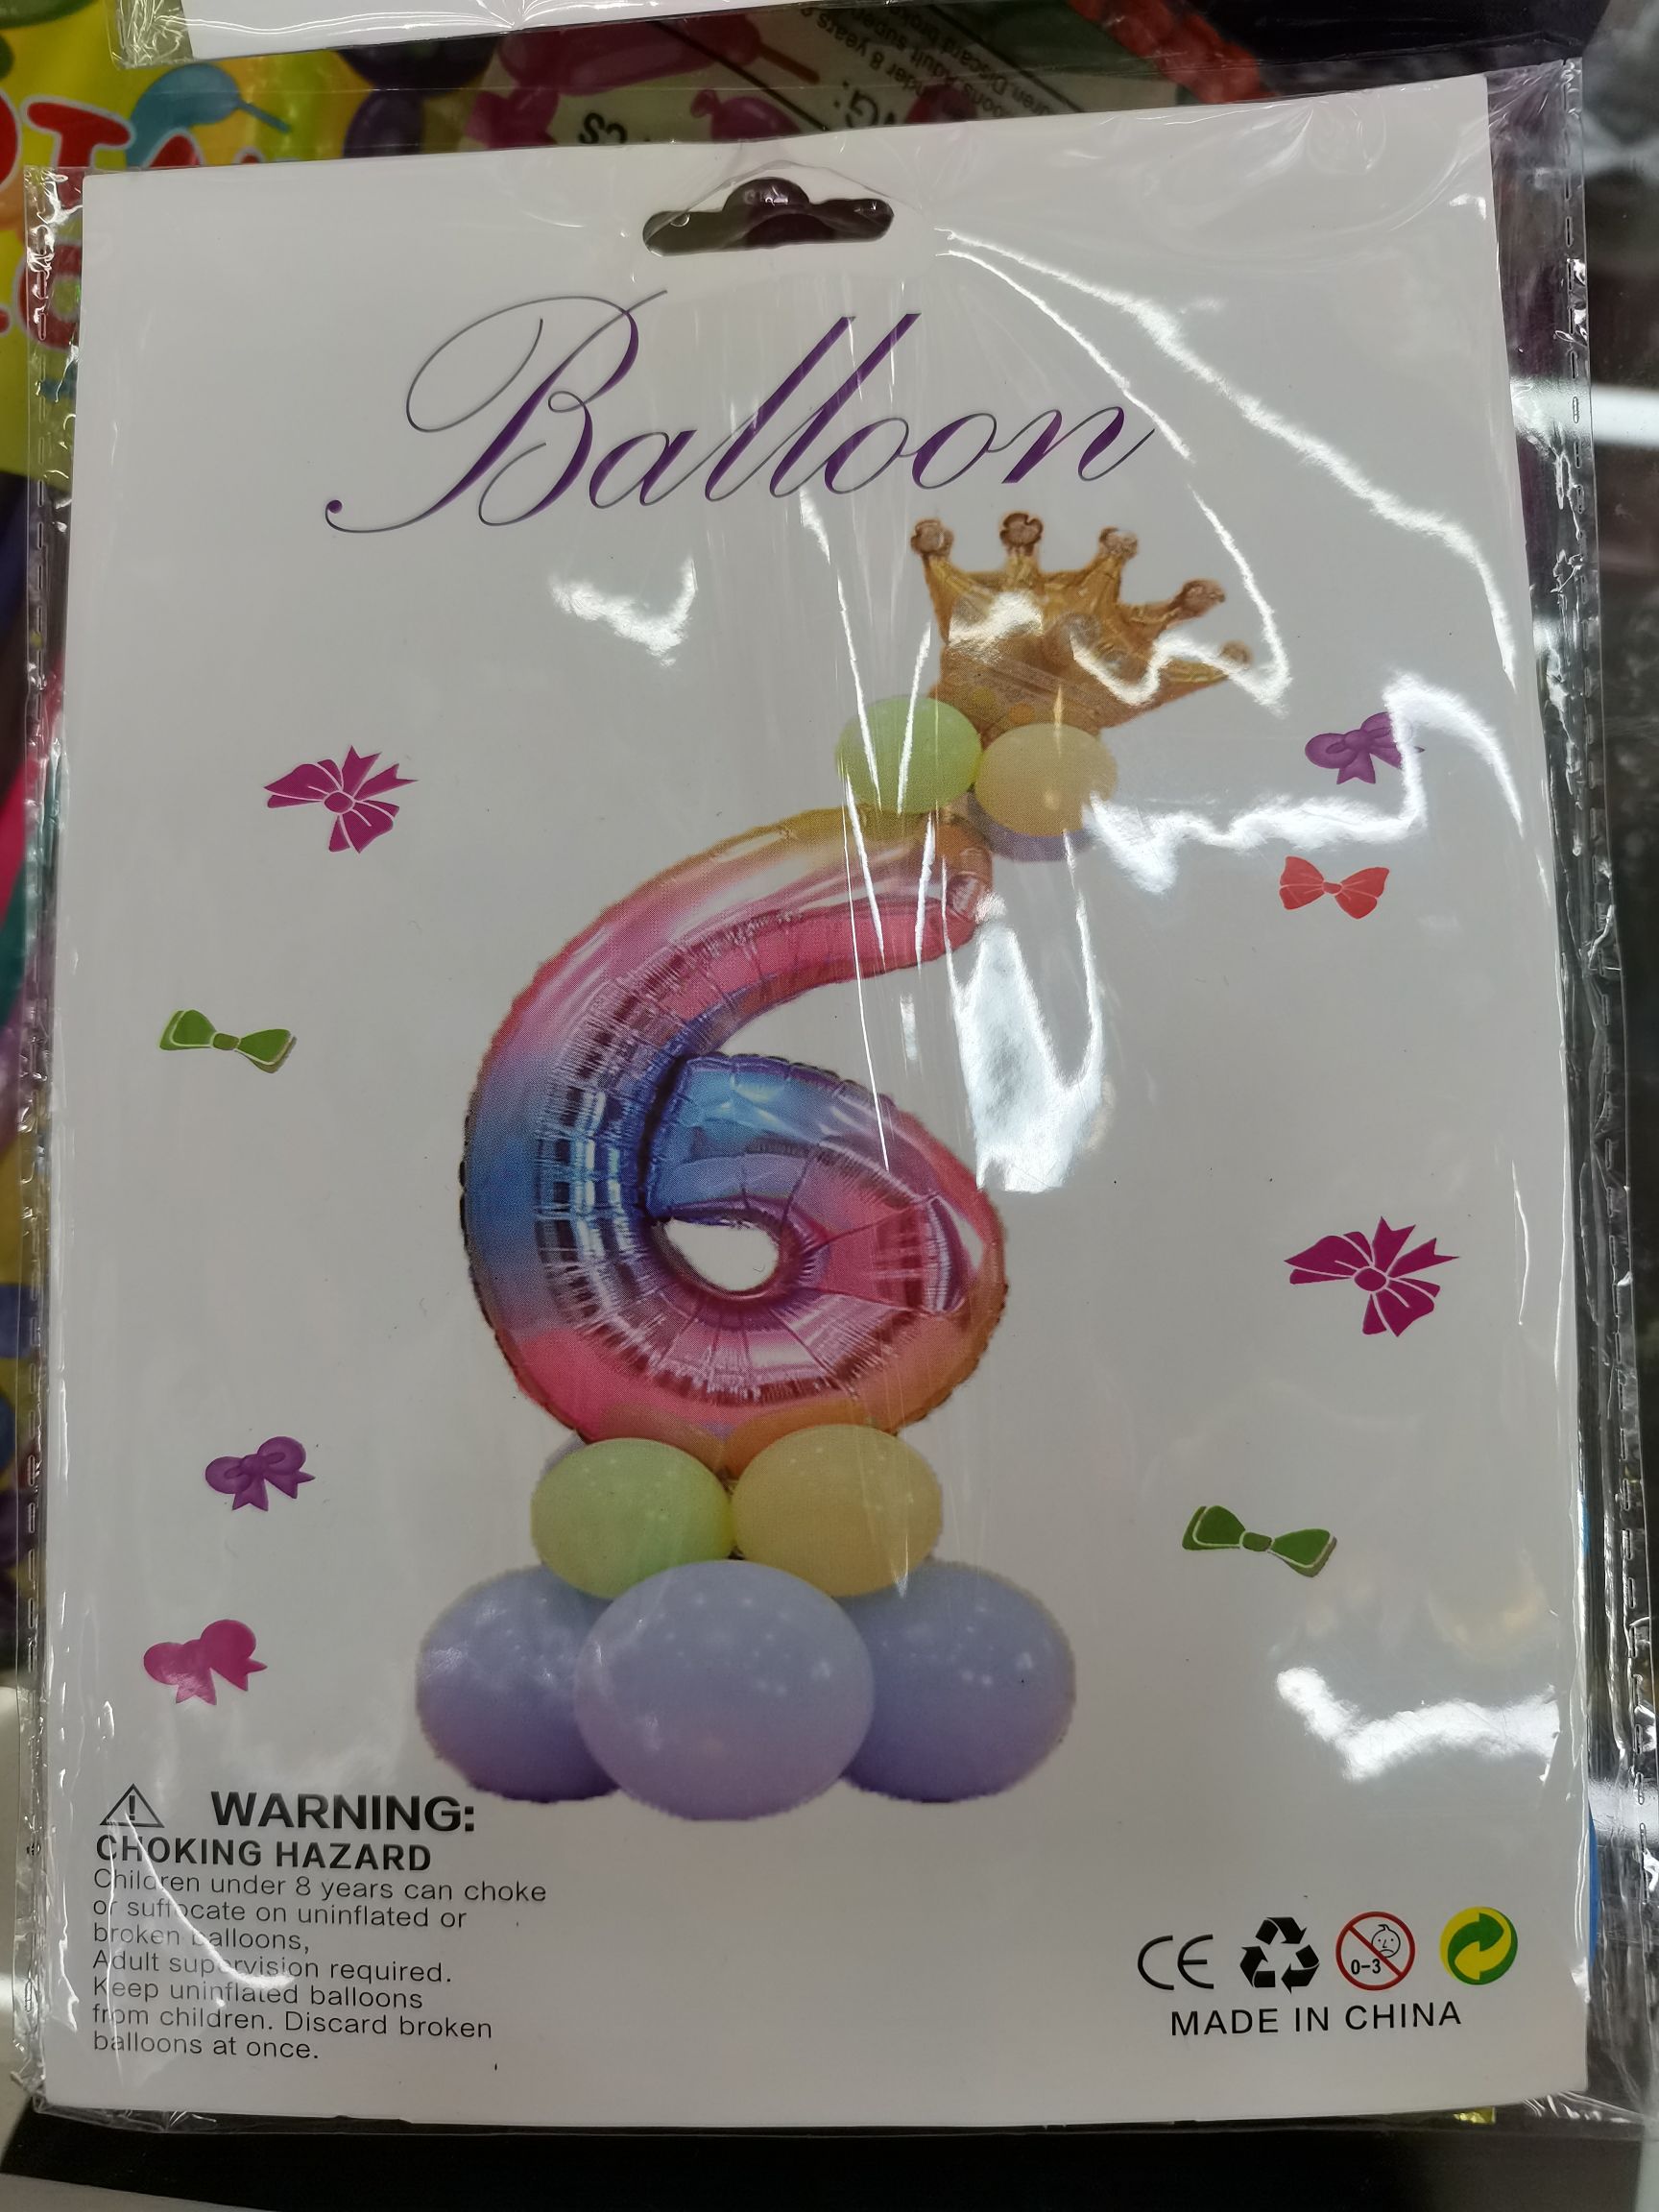 Balloon
6
WARNING:
CHOKING HAZARD
Children under 8 years can choke
or suffocate on uninflated or
broken balloons,
Adult supervision required.
Keep uninflated balloons
from children. Discard broken
balloons at once.
CE
0-3
MADE IN CHINA